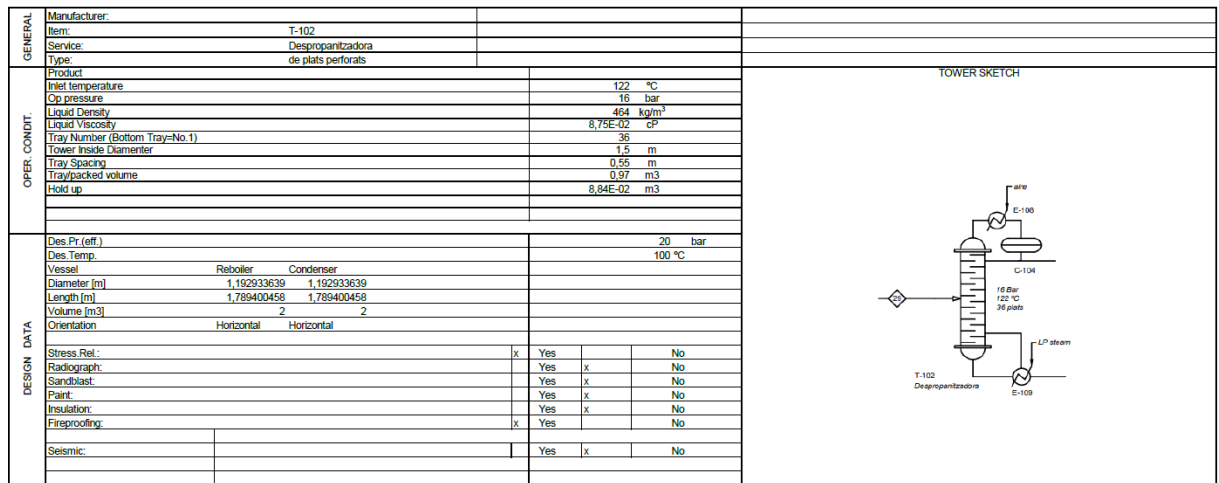 GENERAL
Manufacturer:
Item: T-102
Service: Despropanitzadora
Type: de plats perforats
OPER. CONDIT.
Product
Inlet temperature 122 ºC
Op pressure 16 bar
Liquid Density 464 kg/m³
Liquid Viscosity 8,75E-02 cP
Tray Number (Bottom Tray=No.1) 36
Tower Inside Diamenter 1,5 m
Tray Spacing 0,55 m
Tray/packed volume 0,97 m3
Hold up 8,84E-02 m3
DESIGN DATA
Des.Pr.(eff.) 20 bar
Des.Temp. 100 ºC
Vessel Reboiler Condenser
Diameter [m] 1,192933639 1,192933639
Length [m] 1,789400458 1,789400458
Volume [m3] 2 2
Orientation Horizontal Horizontal
Stress.Rel.: x Yes No
Radiograph: Yes x No
Sandblast: Yes x No
Paint: Yes x No
Insulation: Yes x No
Fireproofing: x Yes No
Seismic: Yes x No
TOWER SKETCH
aire
E-106
C-104
16 Bar
122 ºC
36 plats
LP steam
T-102
Despropanitzadora
E-109